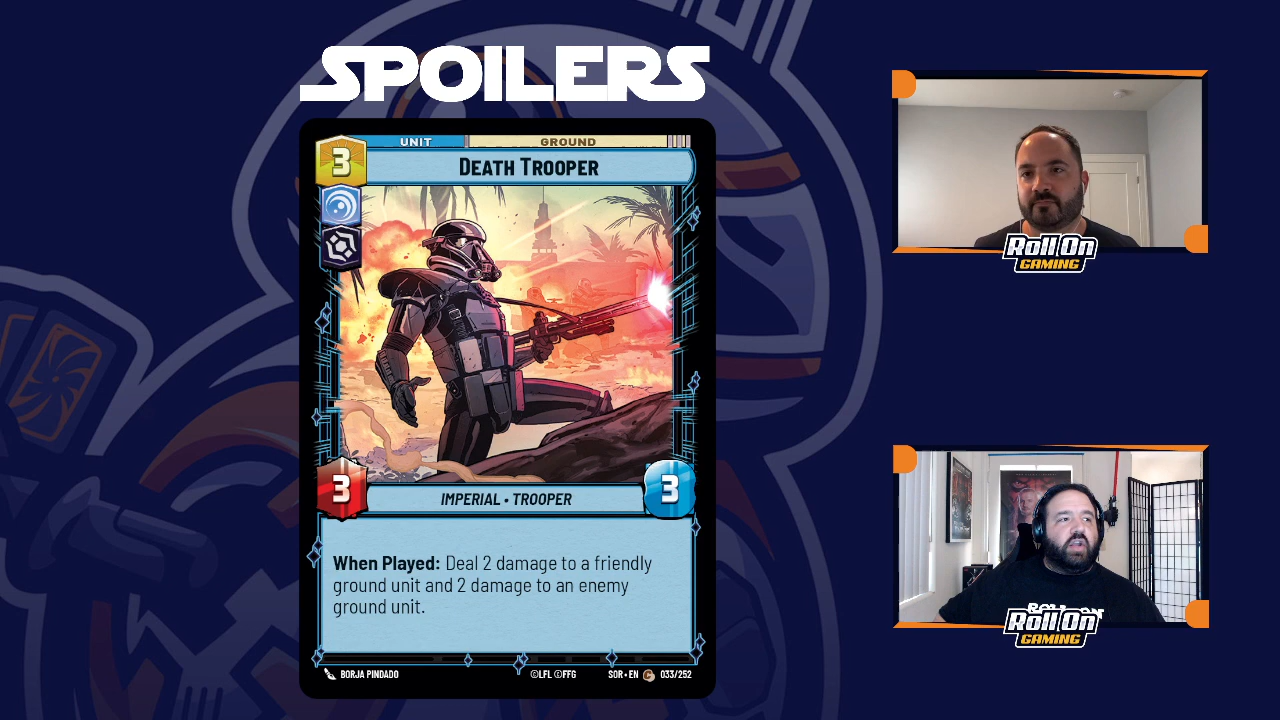 SPOILERS
UNIT
GROUND
3
DEATH TROOPER
3
IMPERIAL • TROOPER
3
When Played: Deal 2 damage to a friendly
ground unit and 2 damage to an enemy
ground unit.
BORJA PINDADO
©LFL ©FFG
SOR • EN
C
033/252
Roll On
GAMING
Roll On
GAMING